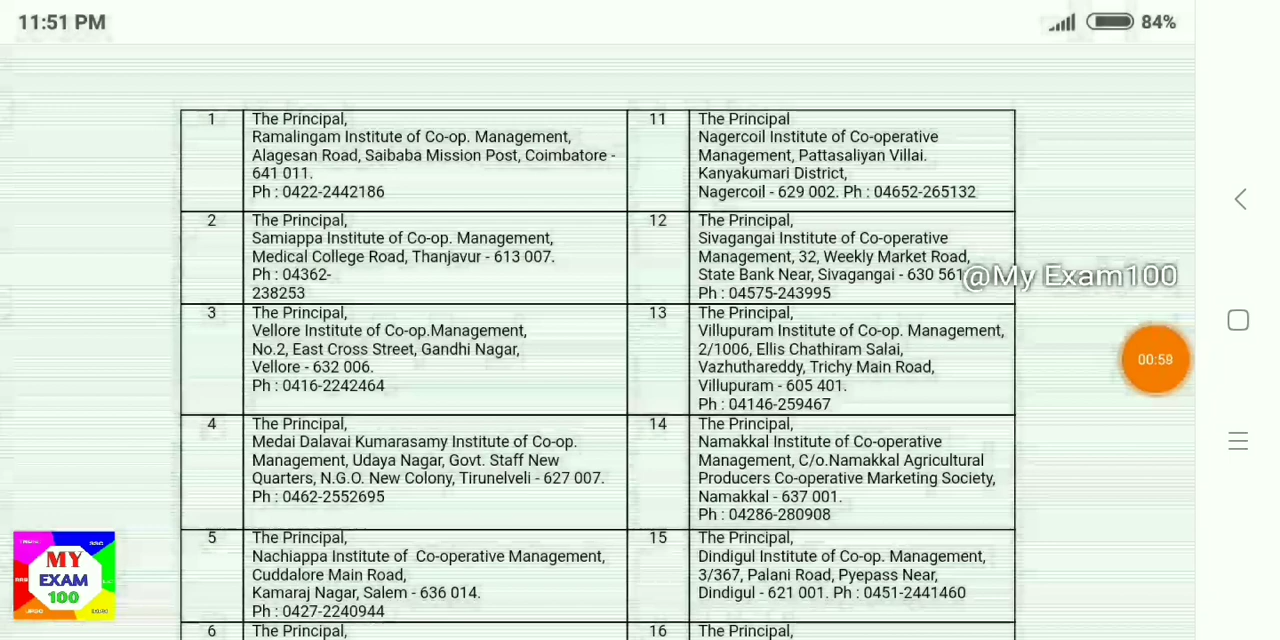 11:51 PM
84%
1
The Principal,
Ramalingam Institute of Co-op. Management,
Alagesan Road, Saibaba Mission Post, Coimbatore -
641 011.
Ph : 0422-2442186
11
The Principal
Nagercoil Institute of Co-operative
Management, Pattasaliyan Villai.
Kanyakumari District,
Nagercoil - 629 002. Ph : 04652-265132
2
The Principal,
Samiappa Institute of Co-op. Management,
Medical College Road, Thanjavur - 613 007.
Ph : 04362-
238253
12
The Principal,
Sivagangai Institute of Co-operative
Management, 32, Weekly Market Road,
State Bank Near, Sivagangai - 630 561
Ph : 04575-243995
@My Exam100
3
The Principal,
Vellore Institute of Co-op.Management,
No.2, East Cross Street, Gandhi Nagar,
Vellore - 632 006.
Ph : 0416-2242464
13
The Principal,
Villupuram Institute of Co-op. Management,
2/1006, Ellis Chathiram Salai,
Vazhuthareddy, Trichy Main Road,
Villupuram - 605 401.
Ph : 04146-259467
00:59
4
The Principal,
Medai Dalavai Kumarasamy Institute of Co-op.
Management, Udaya Nagar, Govt. Staff New
Quarters, N.G.O. New Colony, Tirunelveli - 627 007.
Ph : 0462-2552695
14
The Principal,
Namakkal Institute of Co-operative
Management, C/o.Namakkal Agricultural
Producers Co-operative Marketing Society,
Namakkal - 637 001.
Ph : 04286-280908
5
The Principal,
Nachiappa Institute of Co-operative Management,
Cuddalore Main Road,
Kamaraj Nagar, Salem - 636 014.
Ph : 0427-2240944
15
The Principal,
Dindigul Institute of Co-op. Management,
3/367, Palani Road, Pyepass Near,
Dindigul - 621 001. Ph : 0451-2441460
6
The Principal,
16
The Principal,
MY
EXAM
100